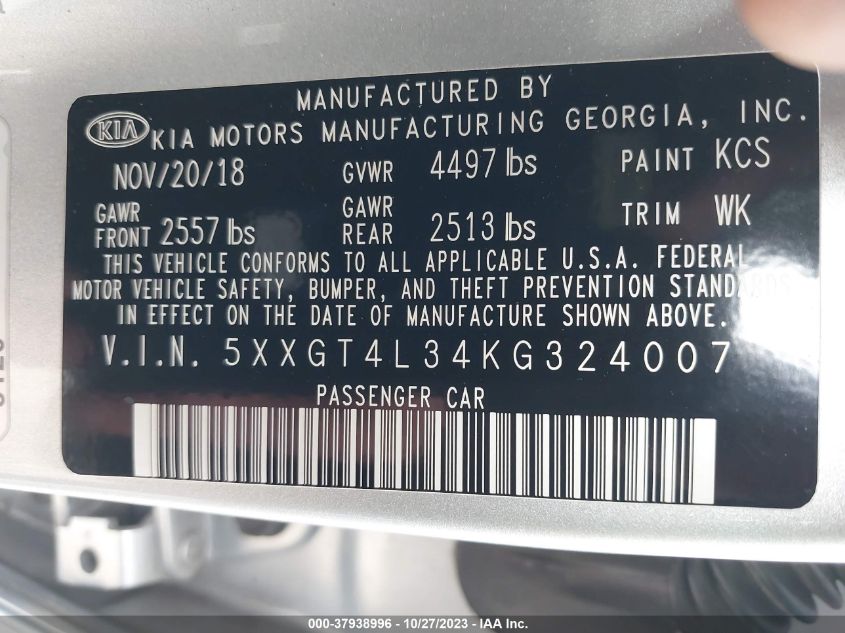 MANUFACTURED BY
KIA KIA MOTORS MANUFACTURING GEORGIA, INC.
NOV/20/18 GVWR 4497 lbs PAINT KCS
GAWR FRONT 2557 lbs GAWR REAR 2513 lbs TRIM WK
THIS VEHICLE CONFORMS TO ALL APPLICABLE U.S.A. FEDERAL
MOTOR VEHICLE SAFETY, BUMPER, AND THEFT PREVENTION STANDARDS
IN EFFECT ON THE DATE OF MANUFACTURE SHOWN ABOVE.
V.I.N. 5XXGT4L34KG324007
PASSENGER CAR
000-37938996 - 10/27/2023 - IAA Inc.